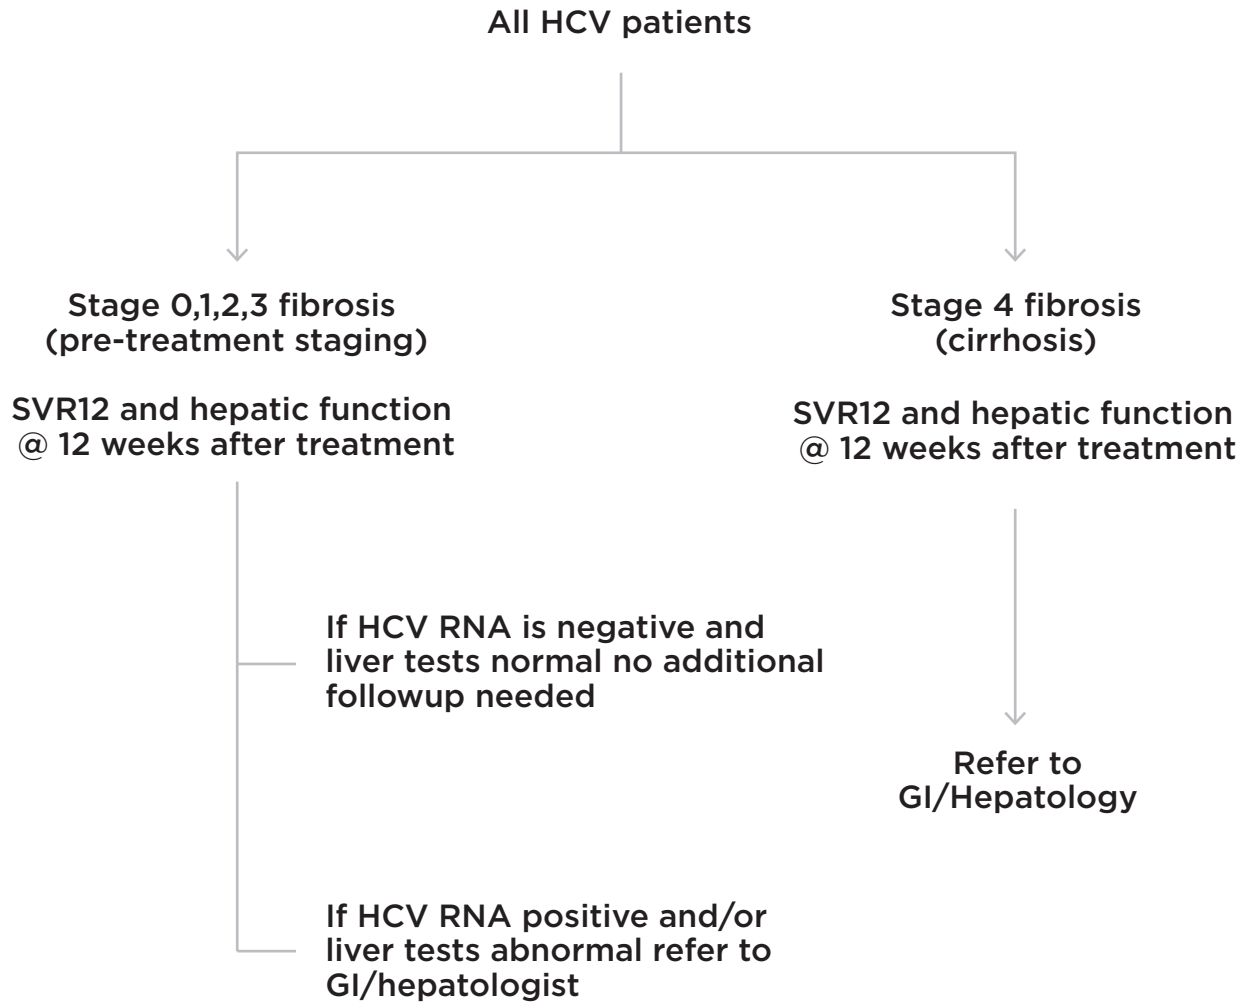 All HCV patients
Stage 0,1,2,3 fibrosis
(pre-treatment staging)
SVR12 and hepatic function
@ 12 weeks after treatment
If HCV RNA is negative and
liver tests normal no additional
followup needed
If HCV RNA positive and/or
liver tests abnormal refer to
GI/hepatologist
Stage 4 fibrosis
(cirrhosis)
SVR12 and hepatic function
@ 12 weeks after treatment
Refer to
GI/Hepatology